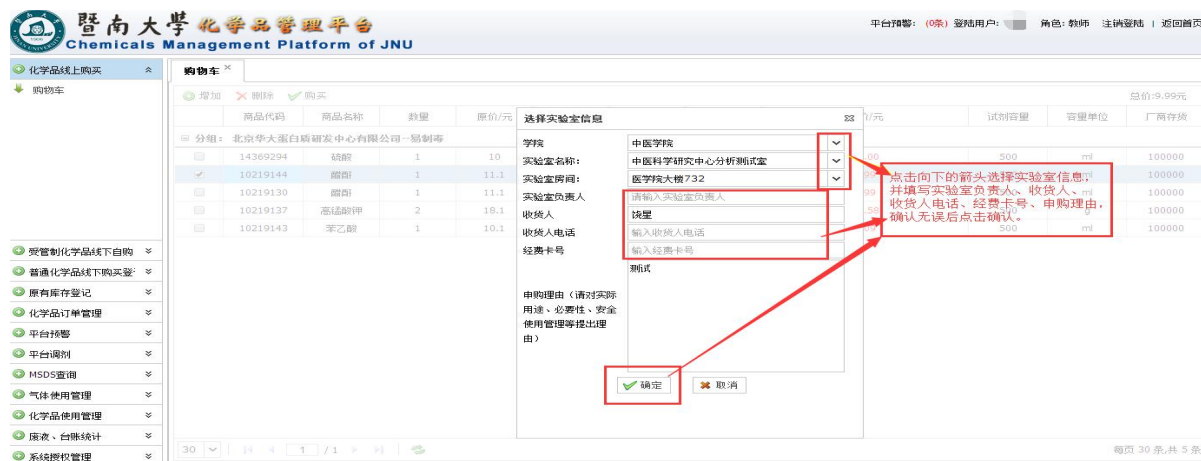 暨南大学 化学品管理平台
Chemicals Management Platform of JNU
平台预警： (0条) 登陆用户： 角色：教师 注销登陆 | 返回首页
化学品线上购买
购物车
受管制化学品线下自购
普通化学品线下购买登
原有库存登记
化学品订单管理
平台预警
平台调剂
MSDS查询
气体使用管理
化学品使用管理
废液、台账统计
系统授权管理
购物车
增加 删除 购买 总价:9.99元
商品代码 商品名称 数量 原价/元 价/元 试剂容量 容量单位 厂商存货
分组: 北京华大蛋白质研发中心有限公司--易制毒
14369294 硫酸 1 10 500 ml 100000
10219144 醋酐 1 11.1 100000
10219130 醋酐 1 11.1 100000
10219137 高锰酸钾 2 18.1 100000
10219143 苯乙酸 1 10.1 500 ml 100000
选择实验室信息
学院 中医学院
实验室名称： 中医科学研究中心分析测试室
实验室房间： 医学院大楼732
实验室负责人 请输入实验室负责人
收货人 饶星
收货人电话 输入收货人电话
经费卡号 输入经费卡号
测试
申购理由（请对实际
用途、必要性、安全
使用管理等提出理
由）
确定 取消
点击向下的箭头选择实验室信息，
并填写实验室负责人、收货人、
收货人电话、经费卡号、申购理由，
确认无误后点击确认。
30 1 / 1 每页 30 条,共 5 条